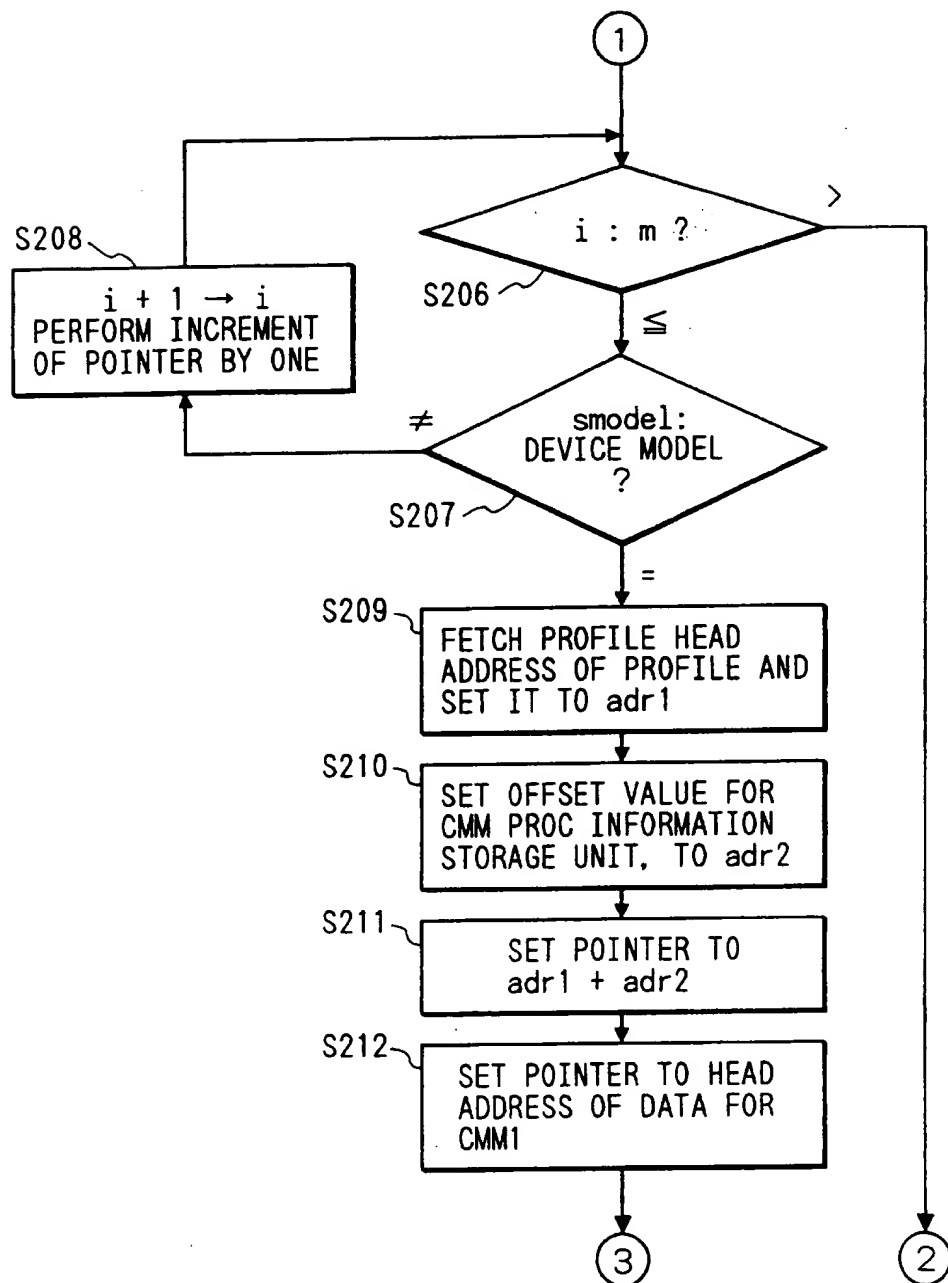 1
i : m ?
>
S206
≦
S208
i + 1 → i
PERFORM INCREMENT
OF POINTER BY ONE
≠
smodel:
DEVICE MODEL
?
S207
=
S209
FETCH PROFILE HEAD
ADDRESS OF PROFILE AND
SET IT TO adr1
S210
SET OFFSET VALUE FOR
CMM PROC INFORMATION
STORAGE UNIT, TO adr2
S211
SET POINTER TO
adr1 + adr2
S212
SET POINTER TO HEAD
ADDRESS OF DATA FOR
CMM1
3
2